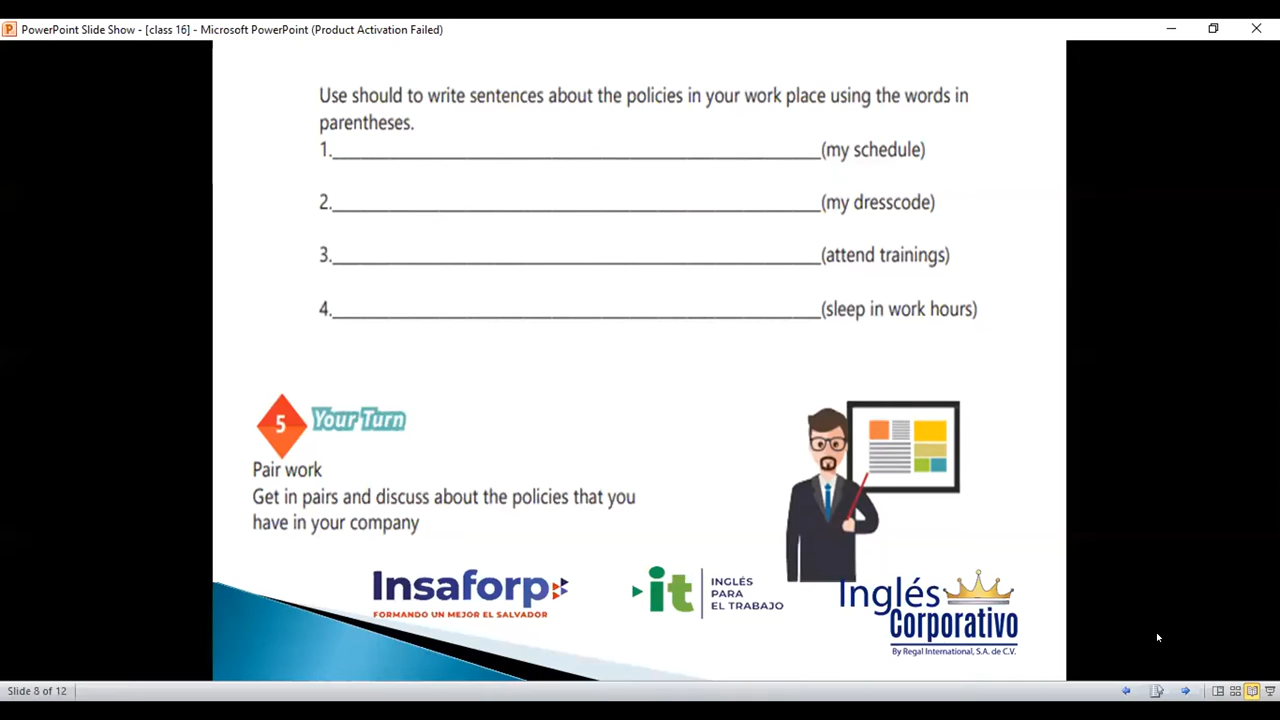 PowerPoint Slide Show - [class 16] - Microsoft PowerPoint (Product Activation Failed)
Use should to write sentences about the policies in your work place using the words in
parentheses.
1.________________________________________(my schedule)
2.________________________________________(my dresscode)
3.________________________________________(attend trainings)
4.________________________________________(sleep in work hours)
5 Your Turn
Pair work
Get in pairs and discuss about the policies that you
have in your company
Insaforp
FORMANDO UN MEJOR EL SALVADOR
it
INGLÉS
PARA
EL TRABAJO
Inglés
Corporativo
By Regal International, S.A. de C.V.
Slide 8 of 12